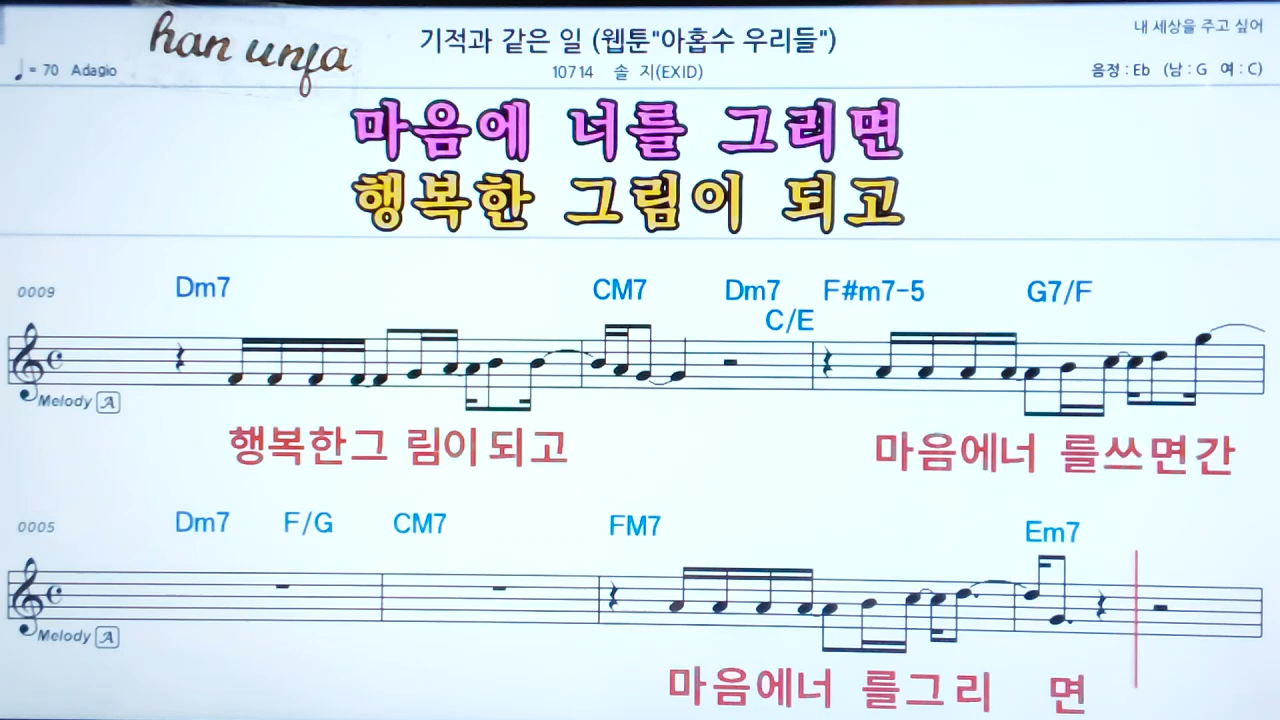 han unfa
기적과 같은 일 (웹툰"아홉수 우리들")
내 세상을 주고 싶어
♩= 70 Adagio
10714 솔 지(EXID)
음정 : Eb (남 : G 여 : C)
마음에 너를 그리면
행복한 그림이 되고
0009 Dm7 CM7 Dm7 C/E F#m7-5 G7/F
Melody A
행복한그 림이되고 마음에너 를쓰면간
0005 Dm7 F/G CM7 FM7 Em7
Melody A
마음에너 를그리 면